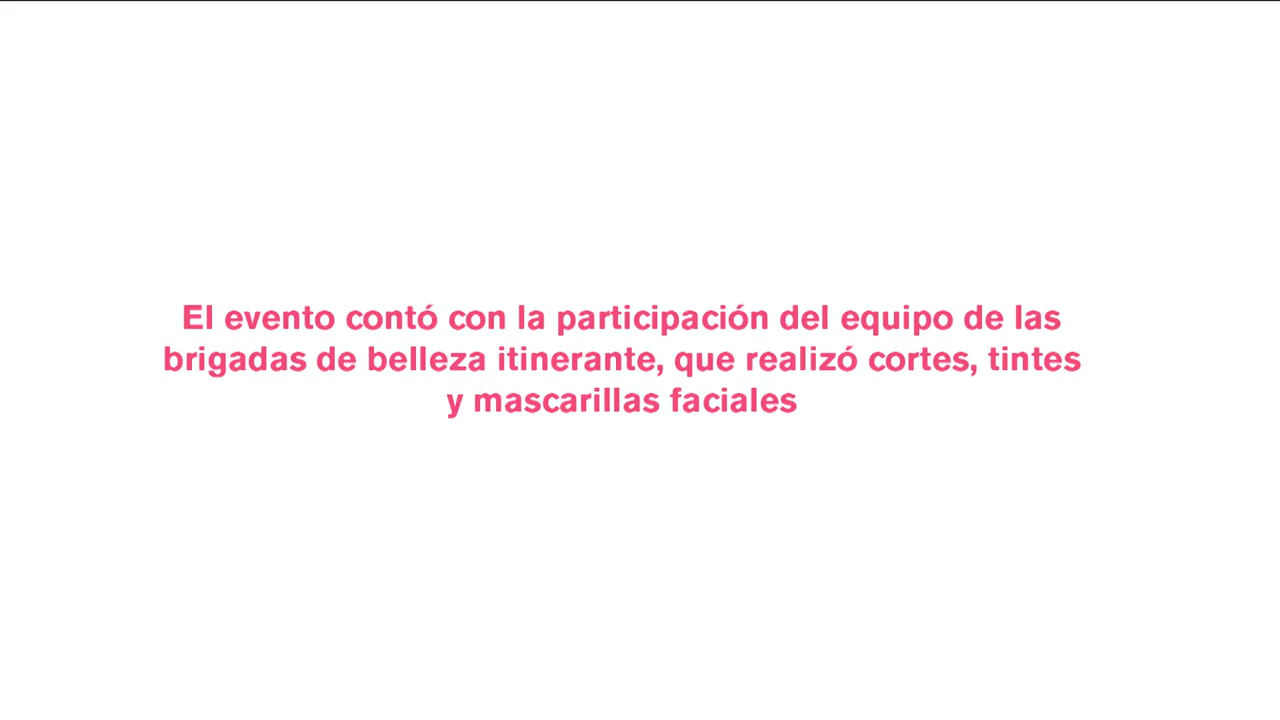 El evento contó con la participación del equipo de las
brigadas de belleza itinerante, que realizó cortes, tintes
y mascarillas faciales